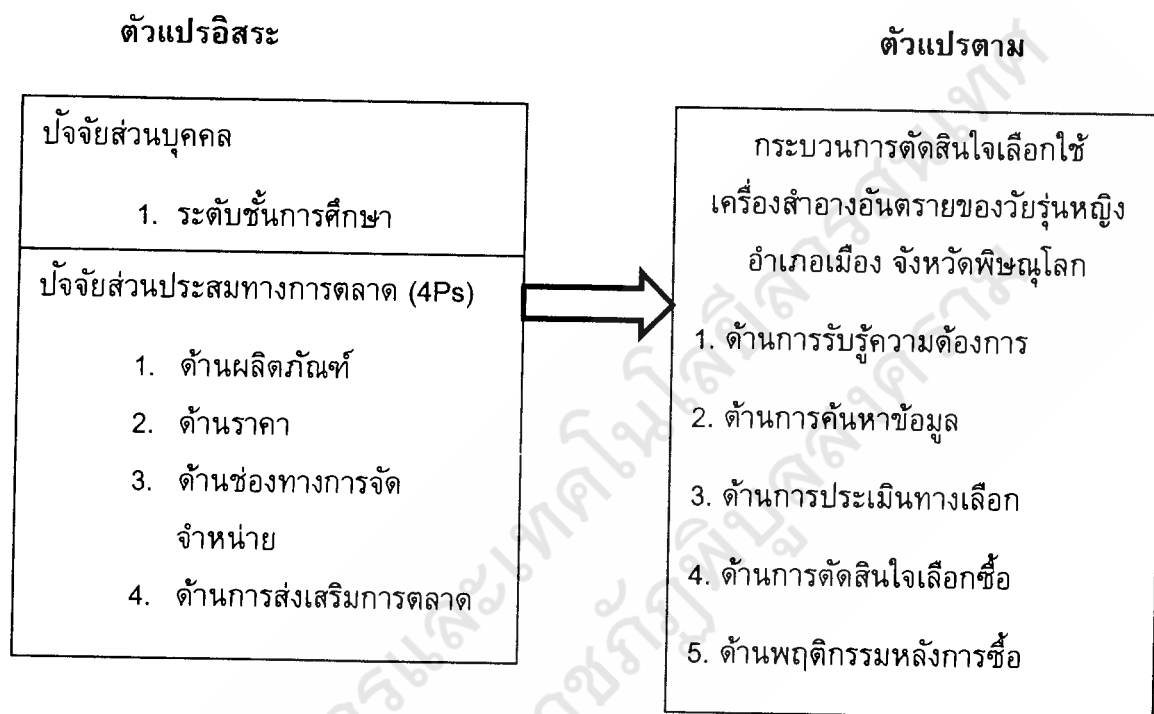 ตัวแปรอิสระ
ปัจจัยส่วนบุคคล
1. ระดับชั้นการศึกษา
ปัจจัยส่วนประสมทางการตลาด (4Ps)
1. ด้านผลิตภัณฑ์
2. ด้านราคา
3. ด้านช่องทางการจัด
จำหน่าย
4. ด้านการส่งเสริมการตลาด
ตัวแปรตาม
กระบวนการตัดสินใจเลือกใช้
เครื่องสำอางอันตรายของวัยรุ่นหญิง
อำเภอเมือง จังหวัดพิษณุโลก
1. ด้านการรับรู้ความต้องการ
2. ด้านการค้นหาข้อมูล
3. ด้านการประเมินทางเลือก
4. ด้านการตัดสินใจเลือกซื้อ
5. ด้านพฤติกรรมหลังการซื้อ